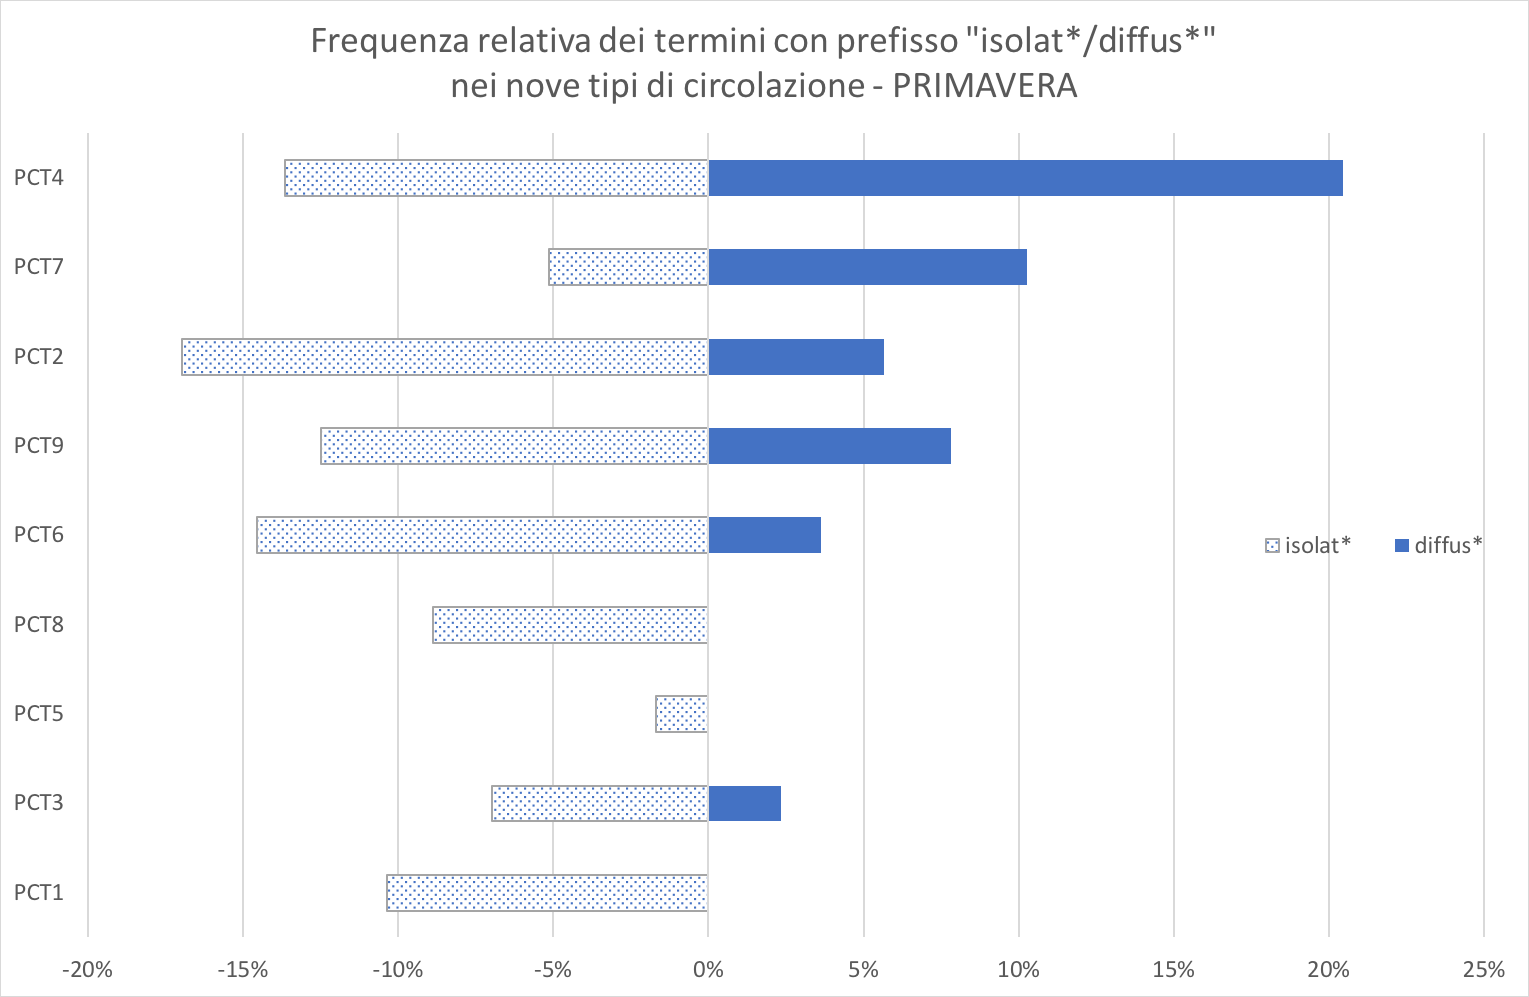 Frequenza relativa dei termini con prefisso "isolat*/diffus*"
nei nove tipi di circolazione - PRIMAVERA
PCT4
PCT7
PCT2
PCT9
PCT6
isolat* diffus*
PCT8
PCT5
PCT3
PCT1
-20% -15% -10% -5% 0% 5% 10% 15% 20% 25%